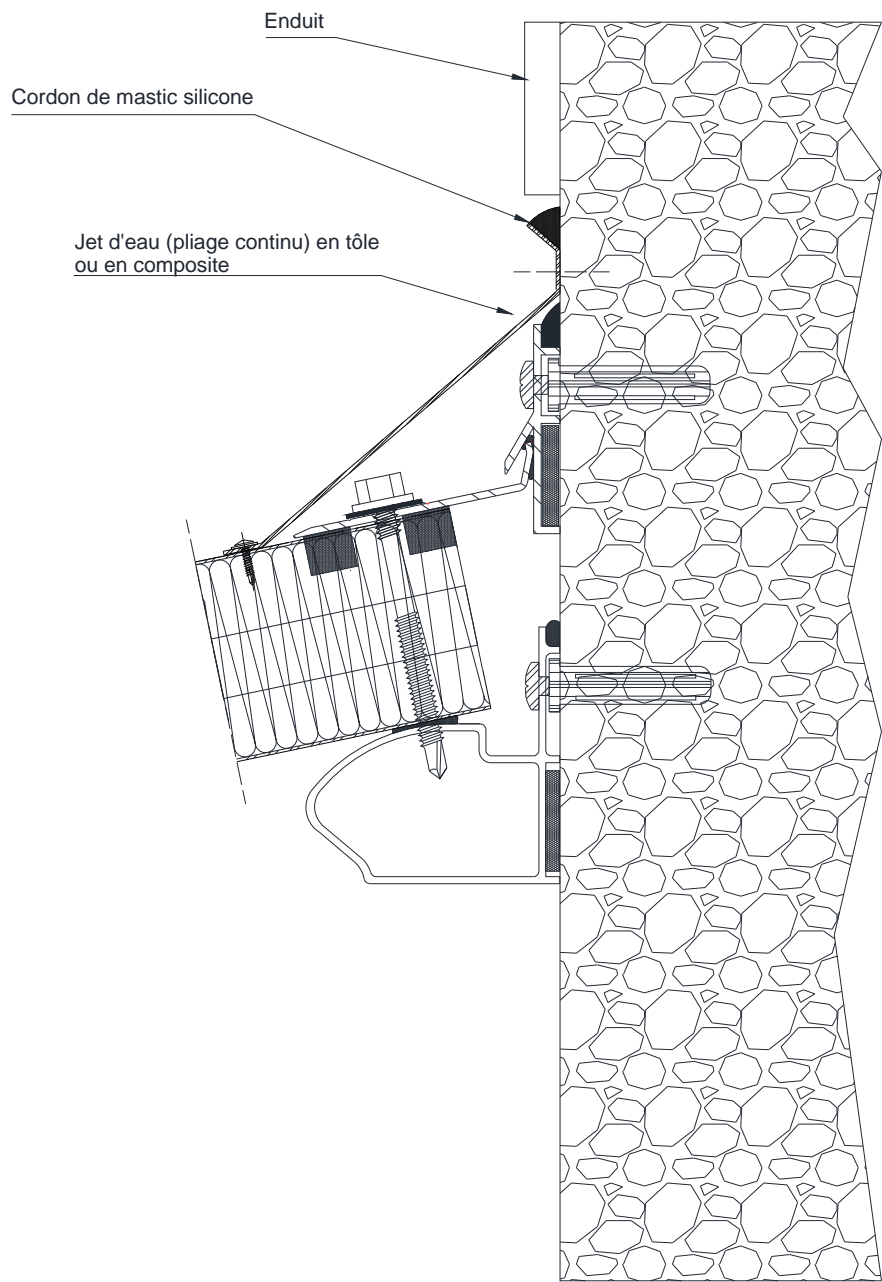 Enduit
Cordon de mastic silicone
Jet d'eau (pliage continu) en tôle
ou en composite